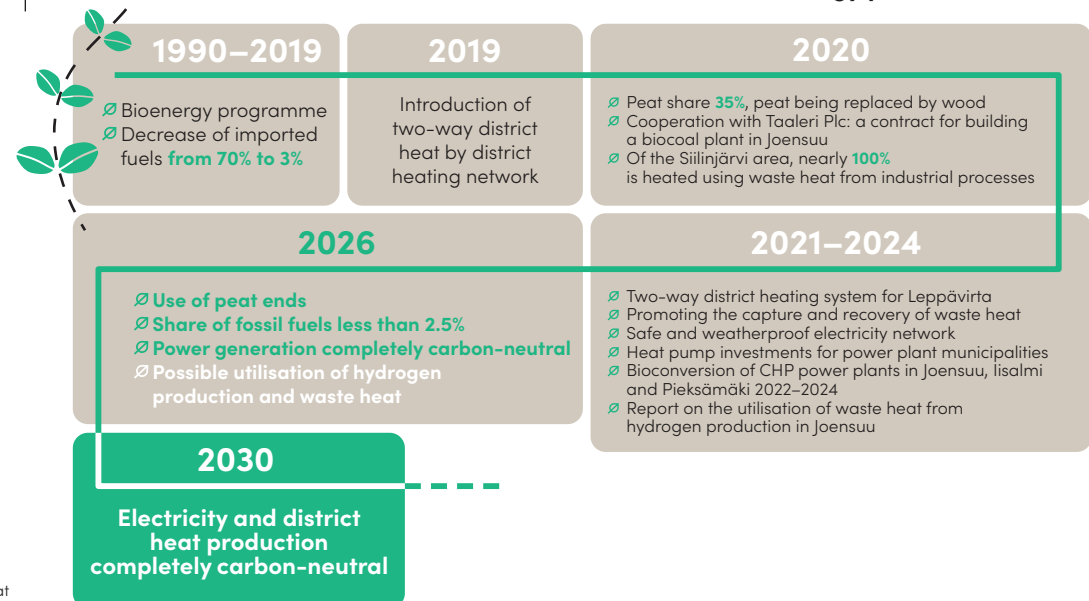 1990–2019
Bioenergy programme
Decrease of imported
fuels from 70% to 3%
2019
Introduction of
two-way district
heat by district
heating network
2020
Peat share 35%, peat being replaced by wood
Cooperation with Taaleri Plc: a contract for building
a biocoal plant in Joensuu
Of the Siilinjärvi area, nearly 100%
is heated using waste heat from industrial processes
2021–2024
Two-way district heating system for Leppävirta
Promoting the capture and recovery of waste heat
Safe and weatherproof electricity network
Heat pump investments for power plant municipalities
Bioconversion of CHP power plants in Joensuu, Iisalmi
and Pieksämäki 2022–2024
Report on the utilisation of waste heat from
hydrogen production in Joensuu
2026
Use of peat ends
Share of fossil fuels less than 2.5%
Power generation completely carbon-neutral
Possible utilisation of hydrogen
production and waste heat
2030
Electricity and district
heat production
completely carbon-neutral